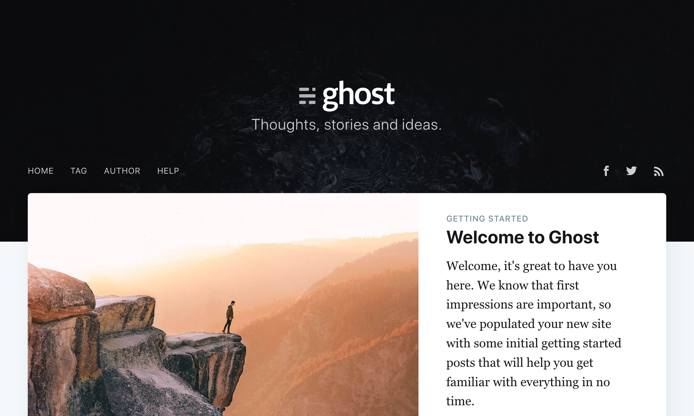 ghost
Thoughts, stories and ideas.
HOME TAG AUTHOR HELP
GETTING STARTED
Welcome to Ghost
Welcome, it's great to have you
here. We know that first
impressions are important, so
we've populated your new site
with some initial getting started
posts that will help you get
familiar with everything in no
time.